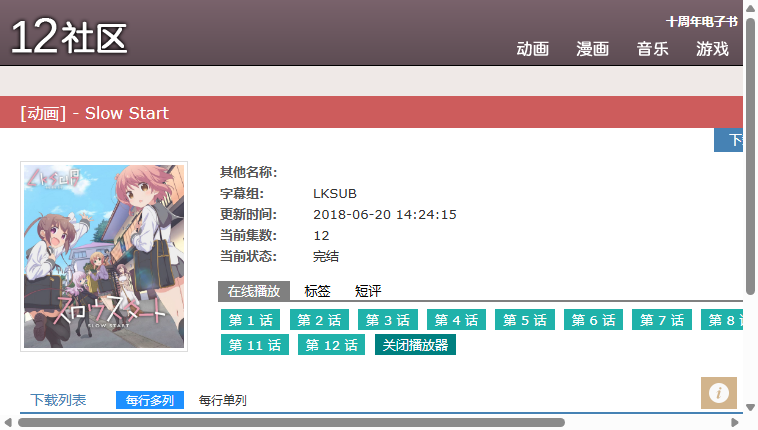 十周年电子书
12社区
动画 漫画 音乐 游戏
[动画] - Slow Start
其他名称:
字幕组: LKSUB
更新时间: 2018-06-20 14:24:15
当前集数: 12
当前状态: 完结
スロウスタート
SLOW START
在线播放 标签 短评
第 1 话 第 2 话 第 3 话 第 4 话 第 5 话 第 6 话 第 7 话 第 8
第 11 话 第 12 话 关闭播放器
下载列表 每行多列 每行单列
i